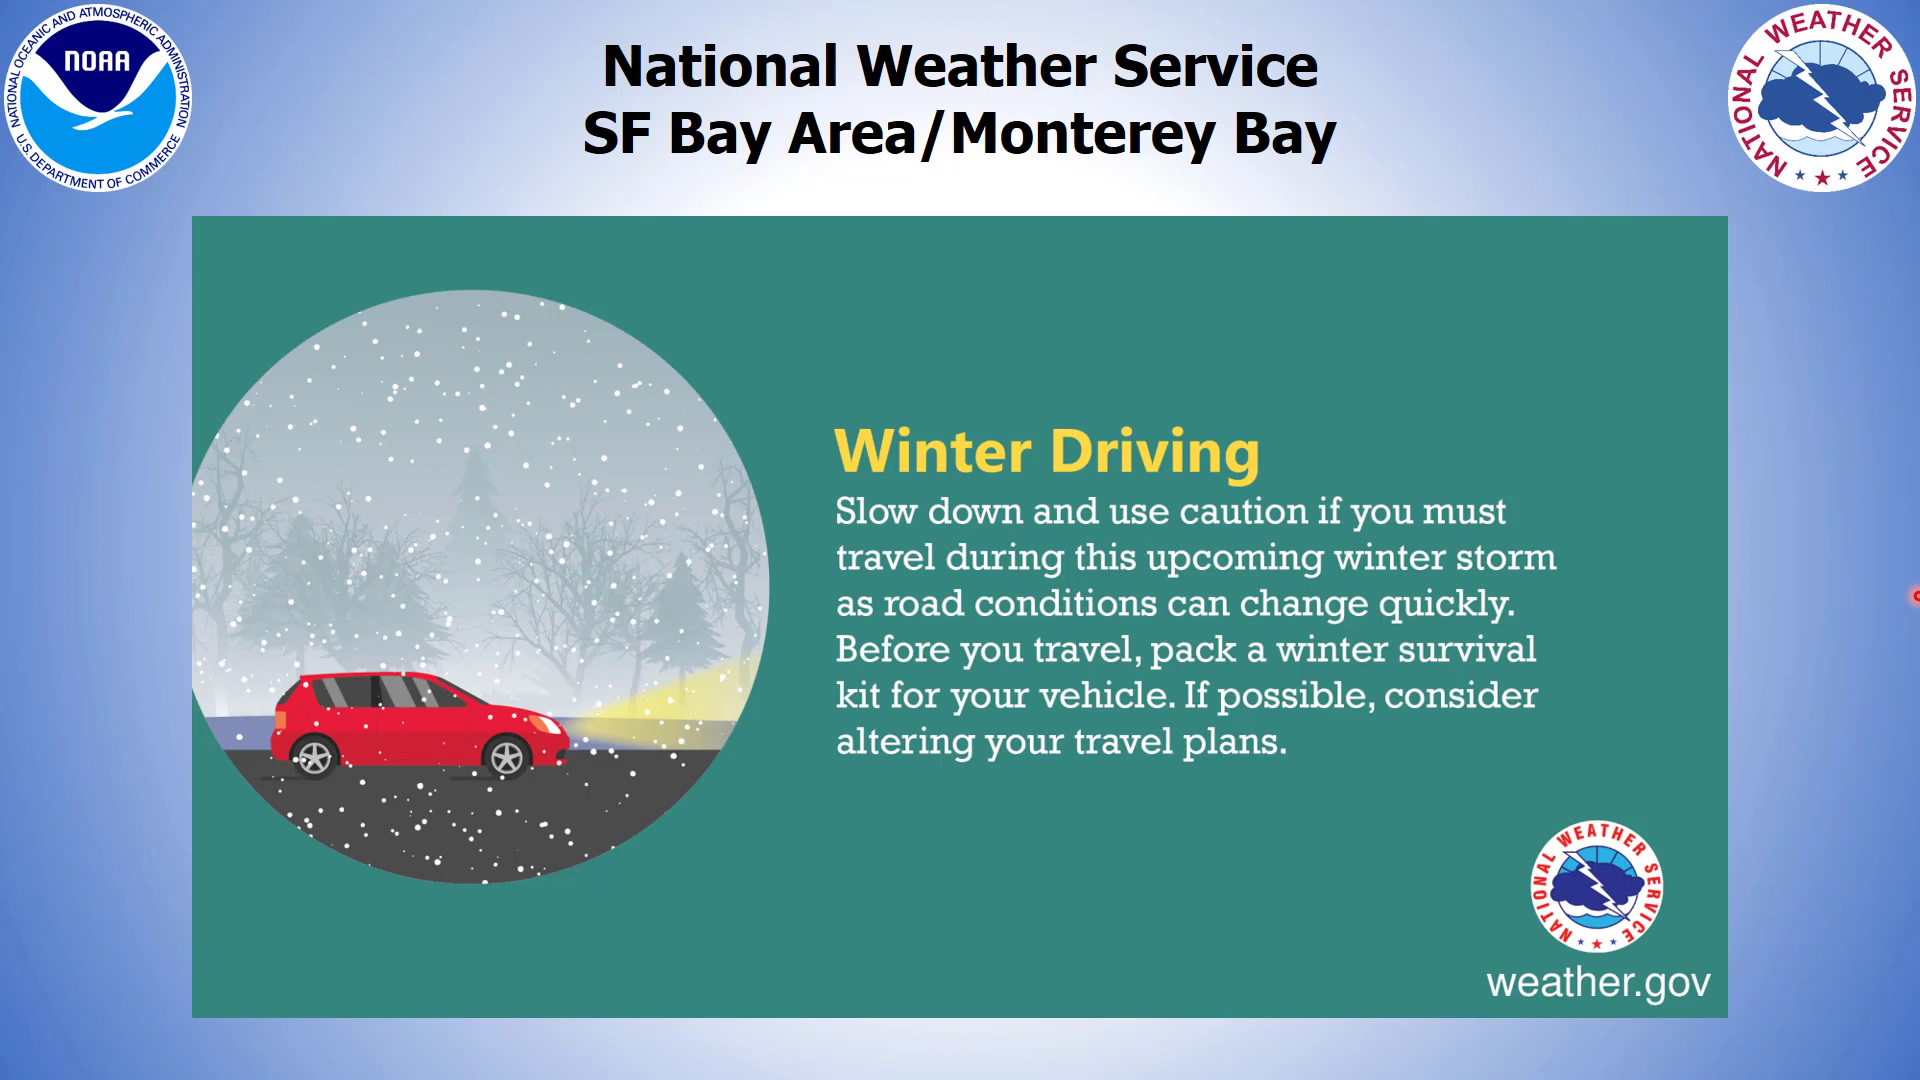 National Weather Service
SF Bay Area/Monterey Bay
NATIONAL OCEANIC AND ATMOSPHERIC ADMINISTRATION
NOAA
U.S. DEPARTMENT OF COMMERCE
NATIONAL WEATHER SERVICE
Winter Driving
Slow down and use caution if you must
travel during this upcoming winter storm
as road conditions can change quickly.
Before you travel, pack a winter survival
kit for your vehicle. If possible, consider
altering your travel plans.
NATIONAL WEATHER SERVICE
weather.gov